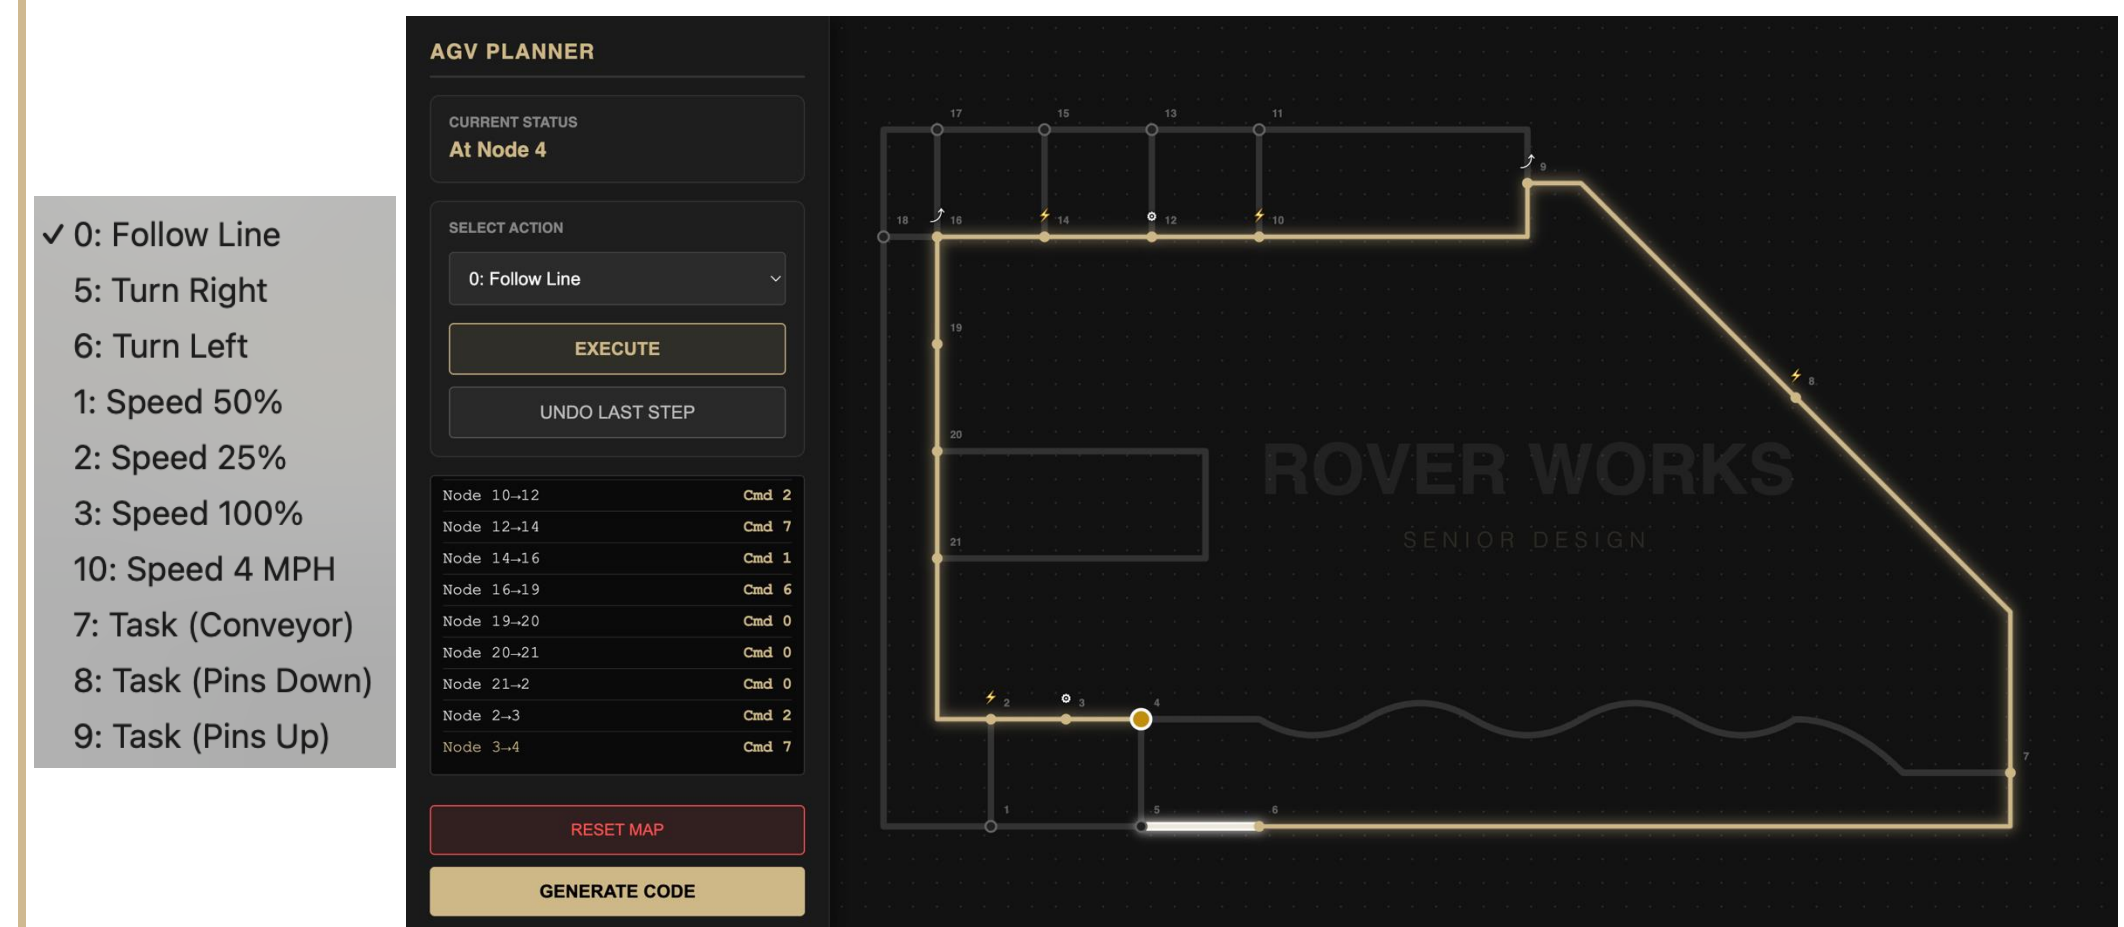 ✓ 0: Follow Line
5: Turn Right
6: Turn Left
1: Speed 50%
2: Speed 25%
3: Speed 100%
10: Speed 4 MPH
7: Task (Conveyor)
8: Task (Pins Down)
9: Task (Pins Up)
AGV PLANNER
CURRENT STATUS
At Node 4
SELECT ACTION
0: Follow Line
EXECUTE
UNDO LAST STEP
Node 10→12 Cmd 2
Node 12→14 Cmd 7
Node 14→16 Cmd 1
Node 16→19 Cmd 6
Node 19→20 Cmd 0
Node 20→21 Cmd 0
Node 21→2 Cmd 0
Node 2→3 Cmd 2
Node 3→4 Cmd 7
RESET MAP
GENERATE CODE
17 15 13 11
9
18 16 14 12 10
19
8
20
ROVER WORKS
SENIOR DESIGN
21
2 3 4
7
1 5 6